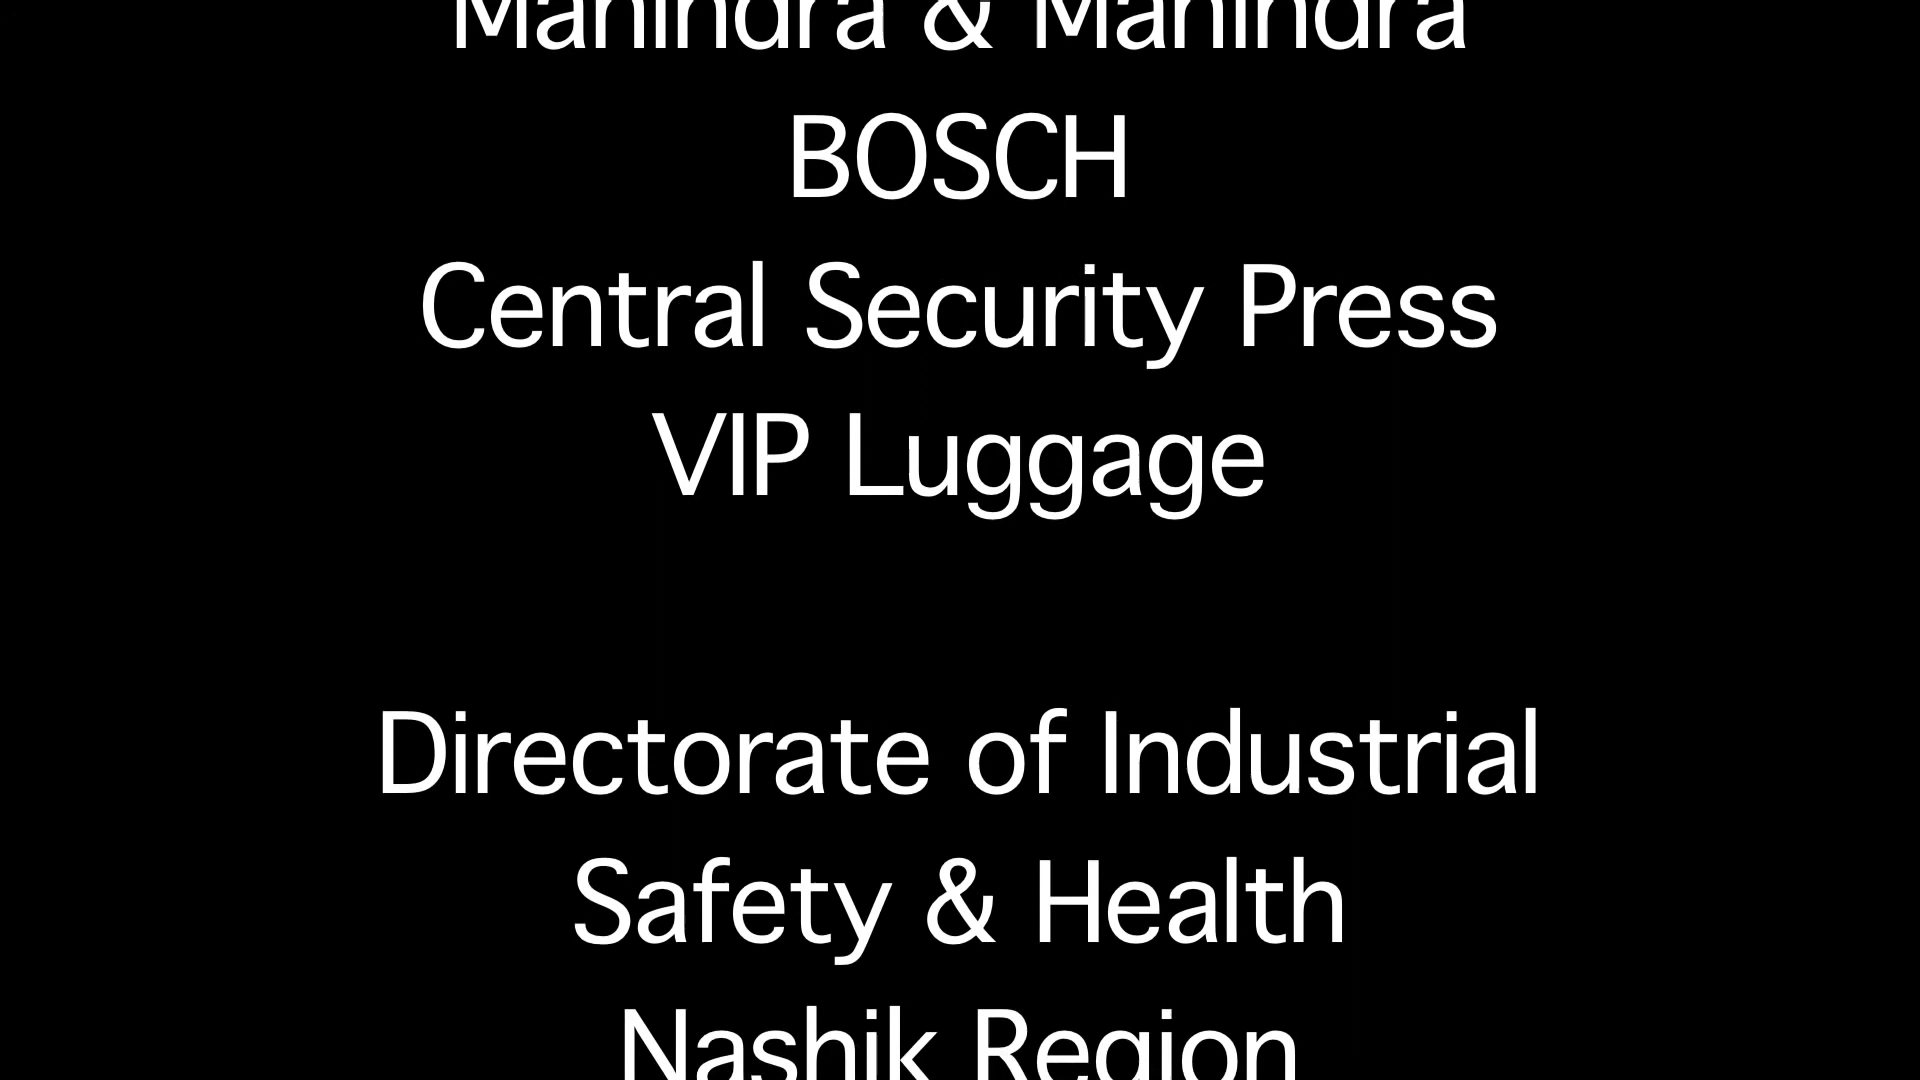 Mahindra & Mahindra
BOSCH
Central Security Press
VIP Luggage
Directorate of Industrial
Safety & Health
Nashik Region